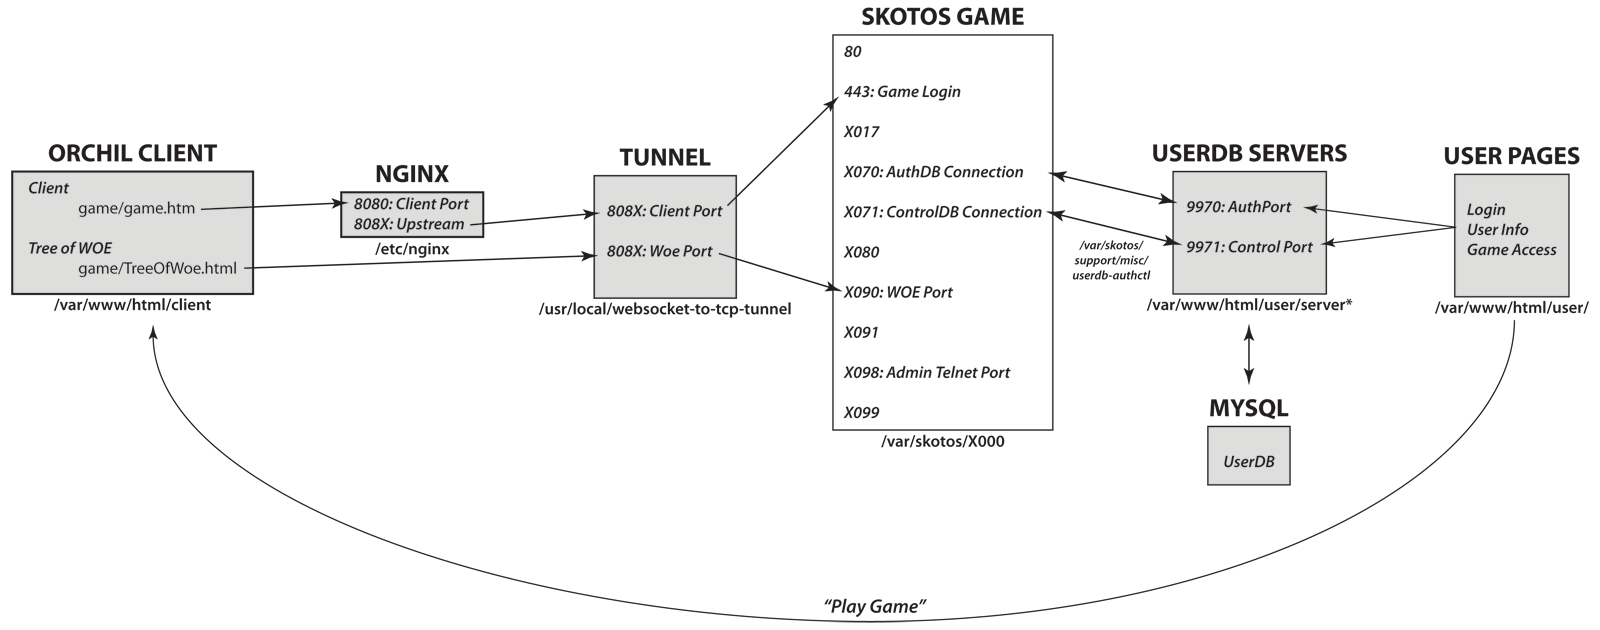 SKOTOS GAME
80
443: Game Login
X017
X070: AuthDB Connection
X071: ControlDB Connection
X080
X090: WOE Port
X091
X098: Admin Telnet Port
X099
/var/skotos/X000
ORCHIL CLIENT
Client
game/game.htm
Tree of WOE
game/TreeOfWoe.html
/var/www/html/client
NGINX
8080: Client Port
808X: Upstream
/etc/nginx
TUNNEL
808X: Client Port
808X: Woe Port
/usr/local/websocket-to-tcp-tunnel
/var/skotos/
support/misc/
userdb-authctl
USERDB SERVERS
9970: AuthPort
9971: Control Port
/var/www/html/user/server*
USER PAGES
Login
User Info
Game Access
/var/www/html/user/
MYSQL
UserDB
“Play Game”